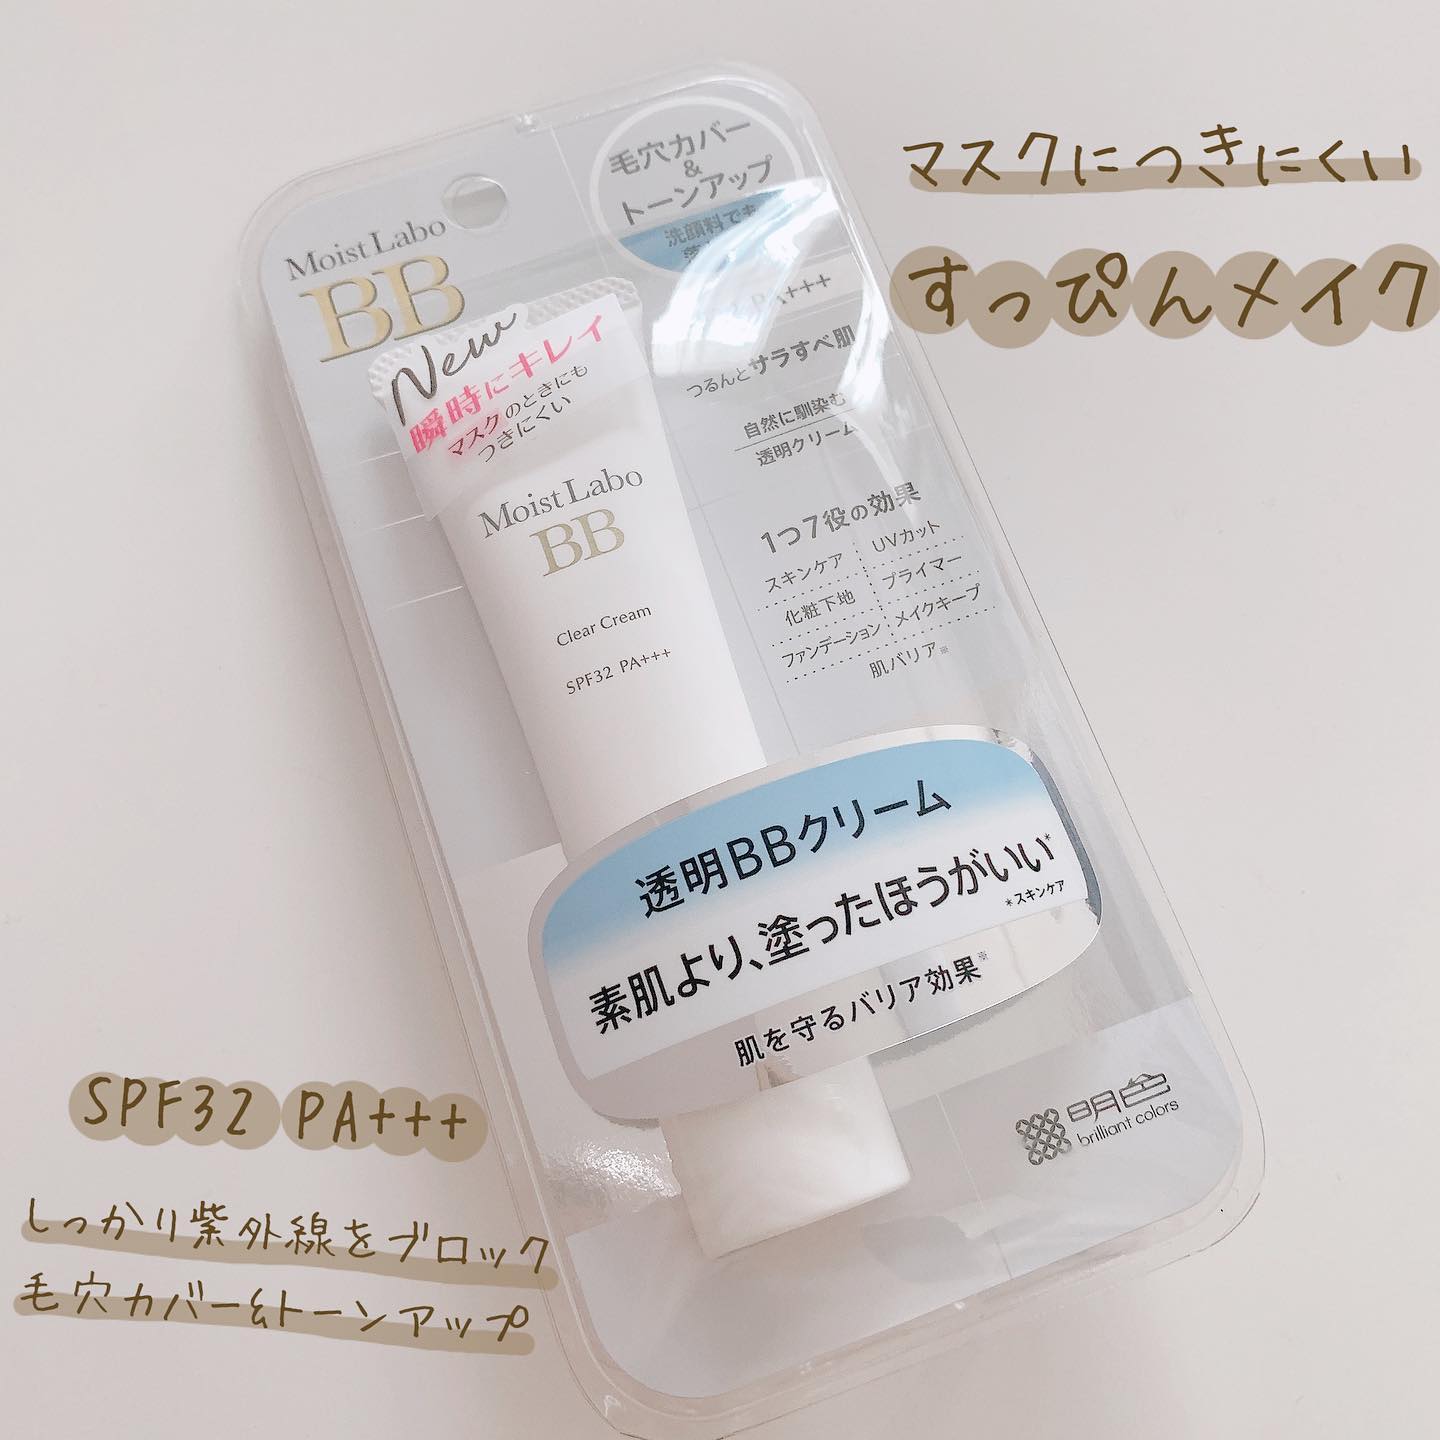 マスクにつきにくい
すっぴんメイク
毛穴カバー
&
トーンアップ
洗顔料で
Moist Labo
BB
New
瞬時にキレイ
マスクのときにも
つきにくい
PA+++
つるんとサラすべ肌
自然に馴染む
透明クリーム
Moist Labo
BB
Clear Cream
SPF32 PA+++
1つ7役の効果
スキンケア UVカット
化粧下地 プライマー
ファンデーション メイクキープ
肌バリア※
透明BBクリーム
素肌より、塗ったほうがいい*
*スキンケア
肌を守るバリア効果※
明色
brilliant colors
SPF32 PA+++
しっかり紫外線をブロック
毛穴カバー&トーンアップ